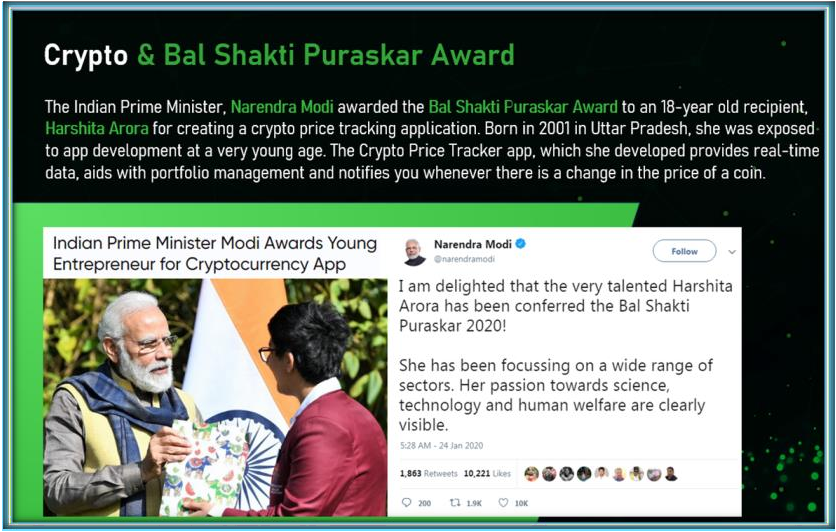 Crypto & Bal Shakti Puraskar Award
The Indian Prime Minister, Narendra Modi awarded the Bal Shakti Puraskar Award to an 18-year old recipient,
Harshita Arora for creating a crypto price tracking application. Born in 2001 in Uttar Pradesh, she was exposed
to app development at a very young age. The Crypto Price Tracker app, which she developed provides real-time
data, aids with portfolio management and notifies you whenever there is a change in the price of a coin.
Indian Prime Minister Modi Awards Young
Entrepreneur for Cryptocurrency App
Narendra Modi
@narendramodi
Follow
I am delighted that the very talented Harshita
Arora has been conferred the Bal Shakti
Puraskar 2020!
She has been focussing on a wide range of
sectors. Her passion towards science,
technology and human welfare are clearly
visible.
5:28 AM - 24 Jan 2020
1,863 Retweets 10,221 Likes
200 1.9K 10K